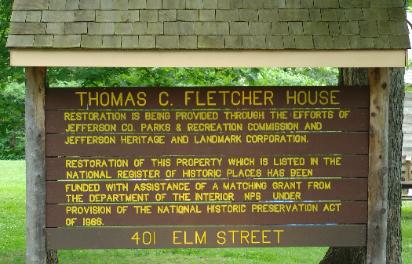 THOMAS C. FLETCHER HOUSE
RESTORATION IS BEING PROVIDED THROUGH THE EFFORTS OF
JEFFERSON CO. PARKS & RECREATION COMMISSION AND
JEFFERSON HERITAGE AND LANDMARK CORPORATION.
RESTORATION OF THIS PROPERTY WHICH IS LISTED IN THE
NATIONAL REGISTER OF HISTORIC PLACES HAS BEEN
FUNDED WITH ASSISTANCE OF A MATCHING GRANT FROM
THE DEPARTMENT OF THE INTERIOR NPS UNDER
PROVISION OF THE NATIONAL HISTORIC PRESERVATION ACT
OF 1966.
401 ELM STREET